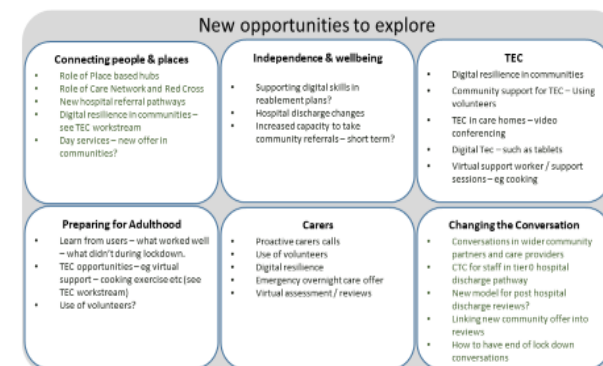 New opportunities to explore
Connecting people & places
Role of Place based hubs
Role of Care Network and Red Cross
New hospital referral pathways
Digital resilience in communities –
see TEC workstream
Day services – new offer in
communities?
Independence & wellbeing
Supporting digital skills in
reablement plans?
Hospital discharge changes
Increased capacity to take
community referrals – short term?
TEC
Digital resilience in communities
Community support for TEC – Using
volunteers
TEC in care homes – video
conferencing
Digital Tec – such as tablets
Virtual support worker / support
sessions – eg cooking
Preparing for Adulthood
Learn from users – what worked well
– what didn't during lockdown.
TEC opportunities – eg virtual
support – cooking exercise etc (see
TEC workstream)
Use of volunteers?
Carers
Proactive carers calls
Use of volunteers
Digital resilience
Emergency overnight care offer
Virtual assessment / reviews
Changing the Conversation
Conversations in wider community
partners and care providers
CTC for staff in tier 0 hospital
discharge pathway
New model for post hospital
discharge reviews?
Linking new community offer into
reviews
How to have end of lock down
conversations